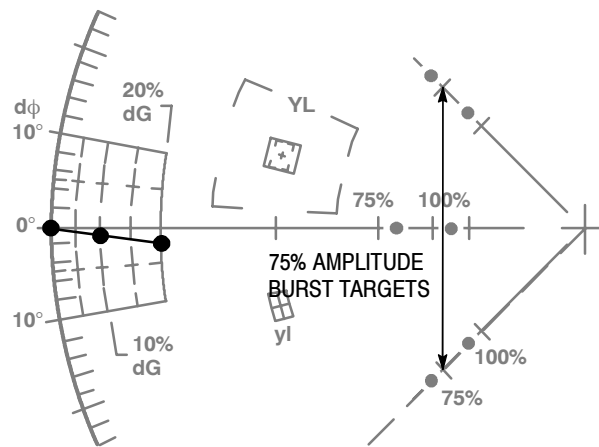 20%
dG
dϕ
10°
YL
75%
100%
0°
75% AMPLITUDE
BURST TARGETS
10°
10%
dG
yl
100%
75%